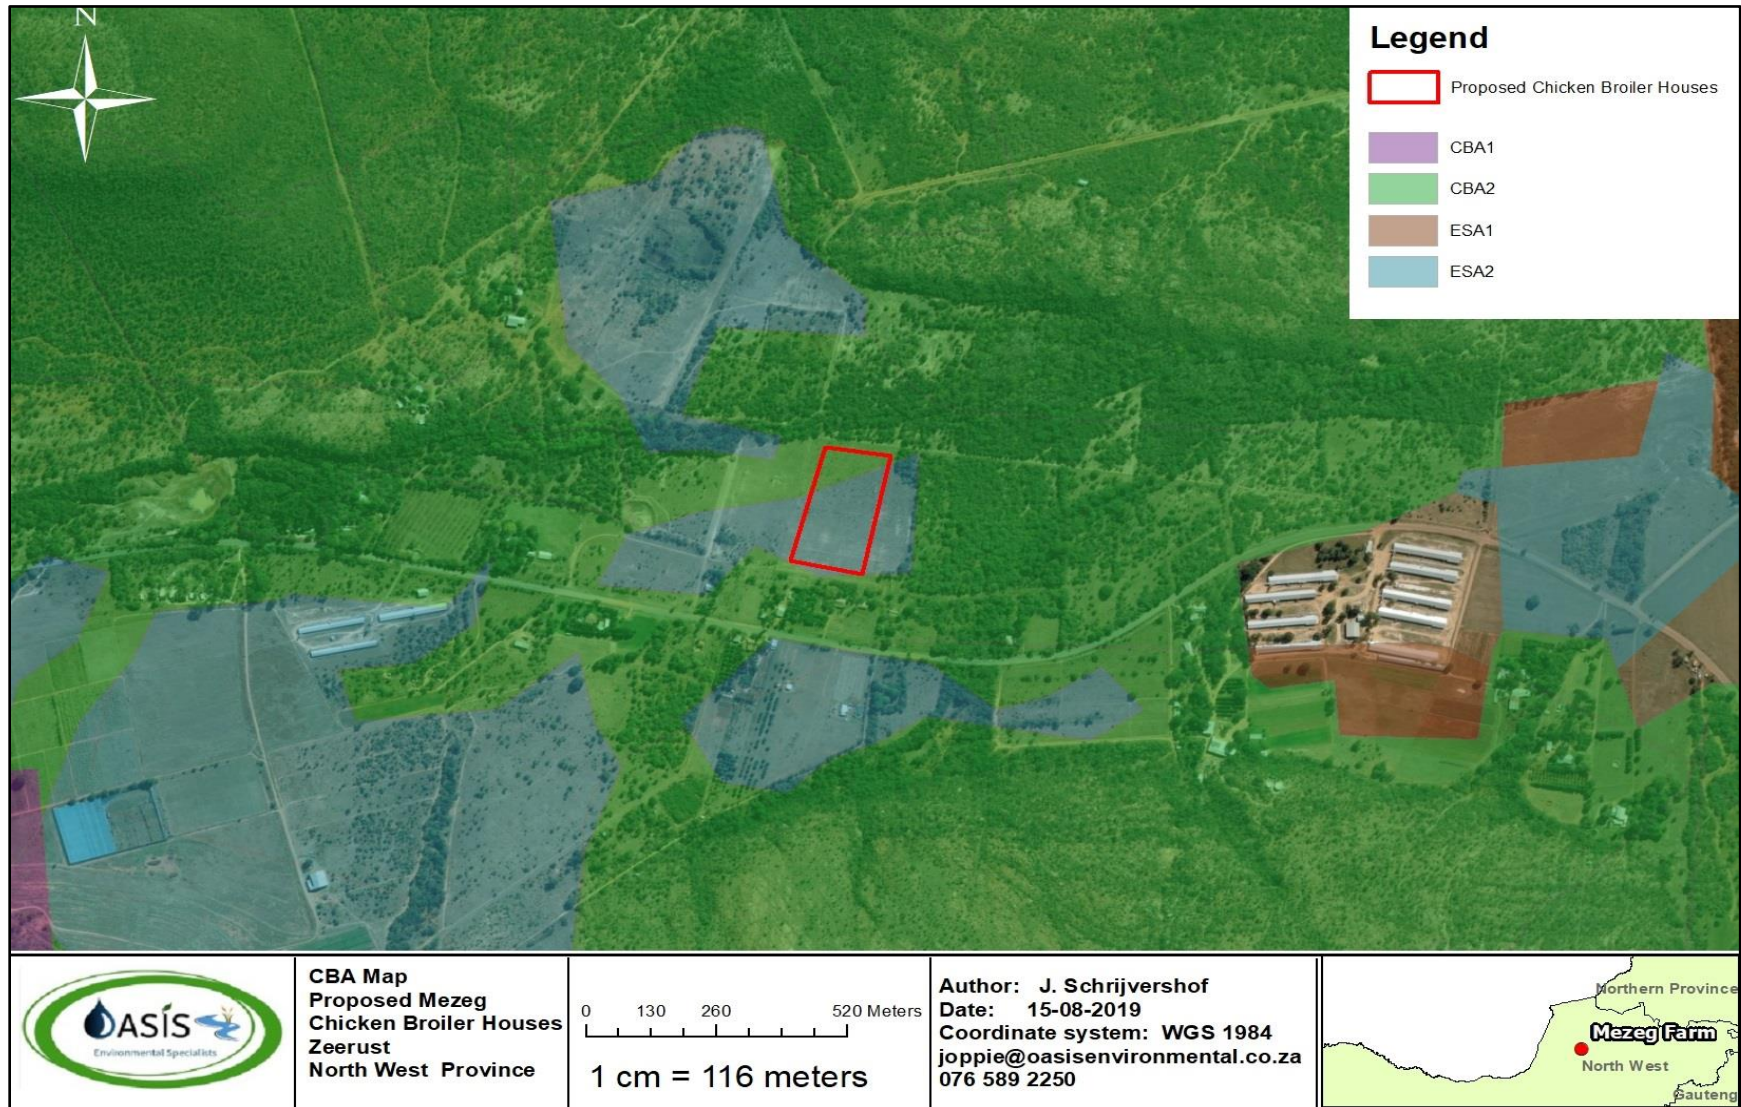 N
Legend
Proposed Chicken Broiler Houses
CBA1
CBA2
ESA1
ESA2
OASIS
Environmental Specialists
CBA Map
Proposed Mezeg
Chicken Broiler Houses
Zeerust
North West Province
0 130 260 520 Meters
1 cm = 116 meters
Author: J. Schrijvershof
Date: 15-08-2019
Coordinate system: WGS 1984
joppie@oasisenvironmental.co.za
076 589 2250
Northern Province
Mezeg Farm
North West
Gauteng